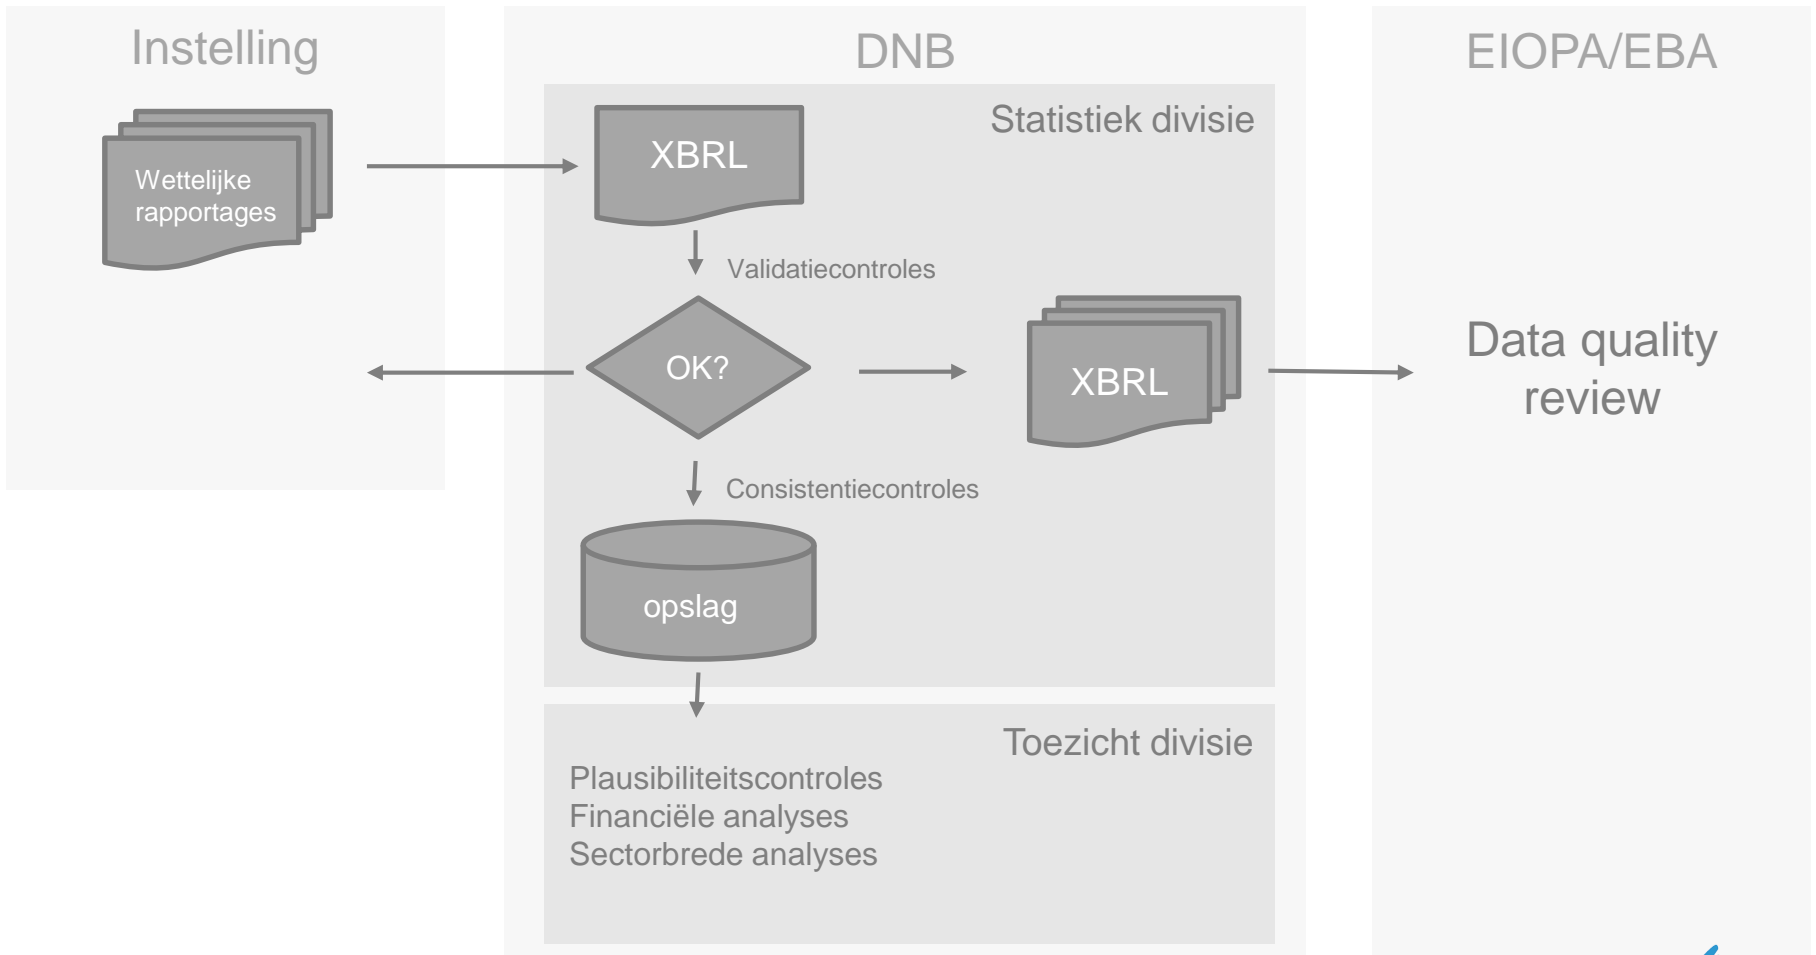 Instelling
Wettelijke
rapportages
DNB
Statistiek divisie
XBRL
Validatiecontroles
OK?
XBRL
Consistentiecontroles
opslag
Toezicht divisie
Plausibiliteitscontroles
Financiële analyses
Sectorbrede analyses
EIOPA/EBA
Data quality
review